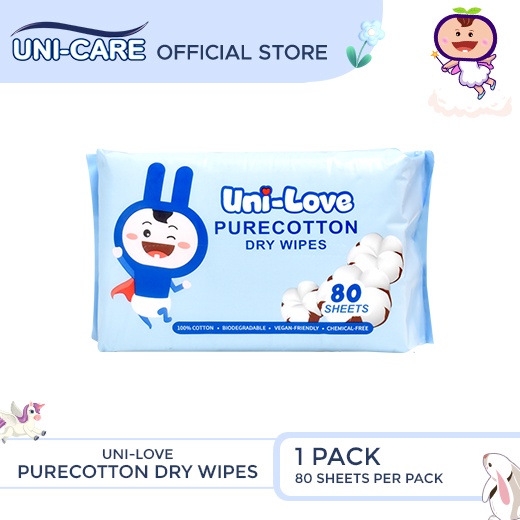 UNI-CARE OFFICIAL STORE
Uni-Love
PURECOTTON
DRY WIPES
80
SHEETS
100% COTTON • BIODEGRADABLE • VEGAN-FRIENDLY • CHEMICAL-FREE
UNI-LOVE
PURECOTTON DRY WIPES
1 PACK
80 SHEETS PER PACK